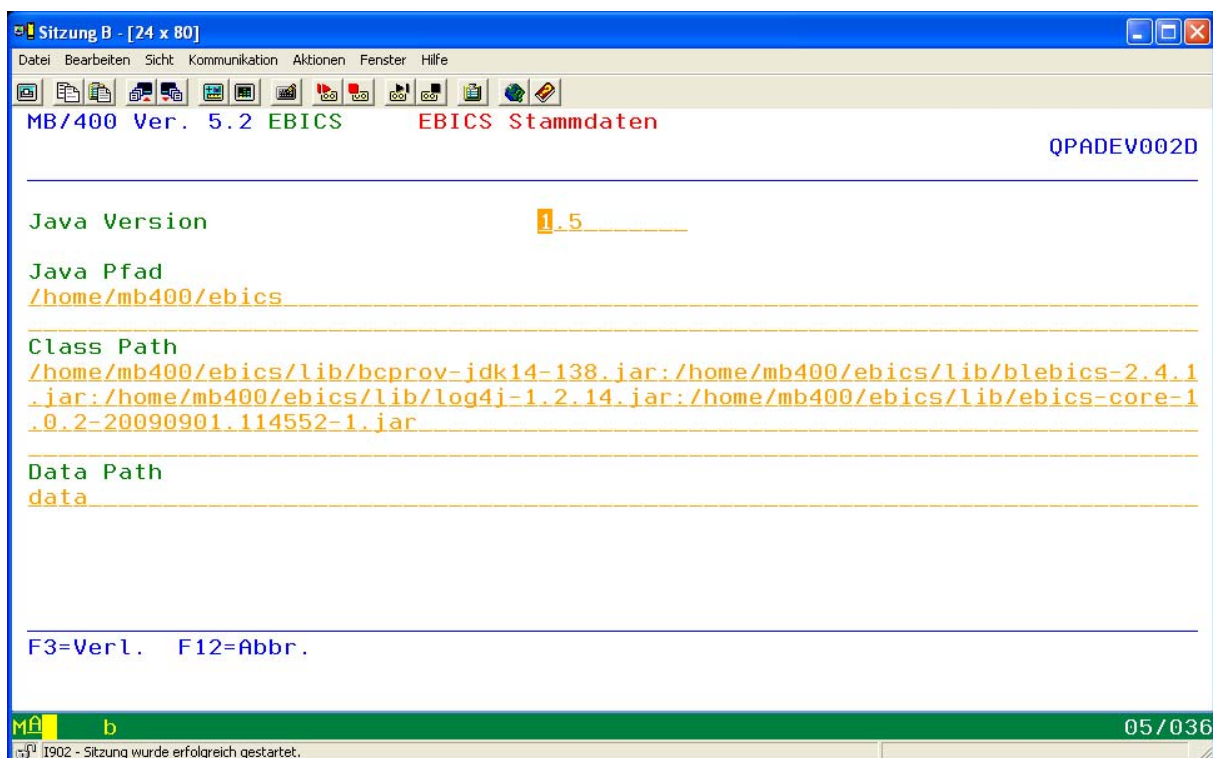 Sitzung B - [24 x 80]
Datei Bearbeiten Sicht Kommunikation Aktionen Fenster Hilfe
MB/400 Ver. 5.2 EBICS EBICS Stammdaten
QPADEV002D
Java Version 1.5
Java Pfad
/home/mb400/ebics
Class Path
/home/mb400/ebics/lib/bcprov-jdk14-138.jar:/home/mb400/ebics/lib/blebics-2.4.1
.jar:/home/mb400/ebics/lib/log4j-1.2.14.jar:/home/mb400/ebics/lib/ebics-core-1
.0.2-20090901.114552-1.jar
Data Path
data
F3=Verl. F12=Abbr.
MA b 05/036
I902 - Sitzung wurde erfolgreich gestartet.